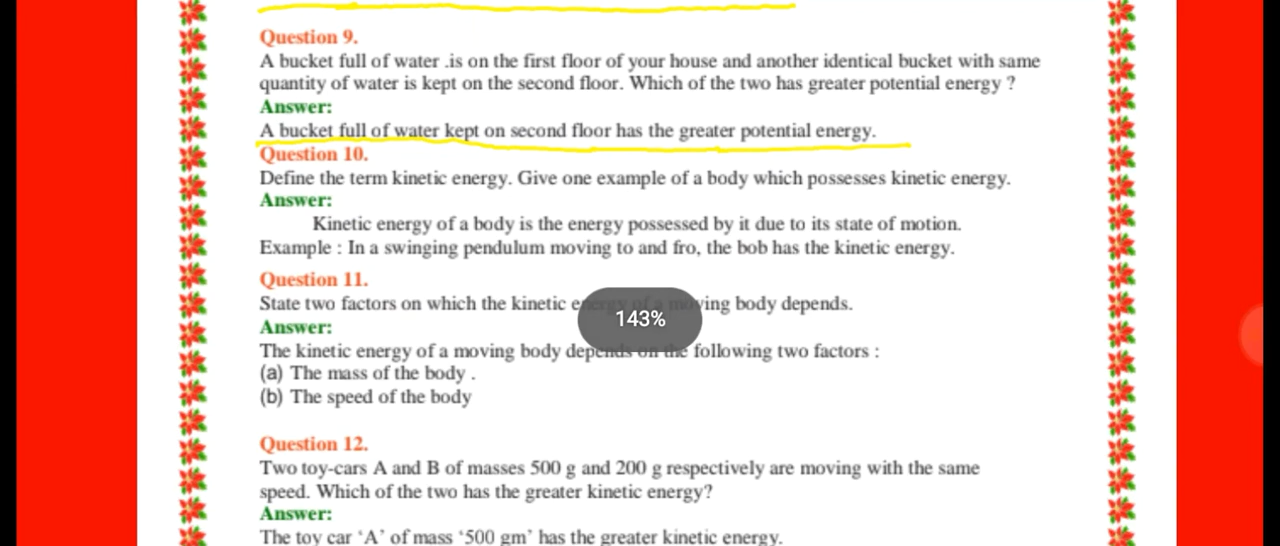 Question 9.
A bucket full of water .is on the first floor of your house and another identical bucket with same
quantity of water is kept on the second floor. Which of the two has greater potential energy ?
Answer:
A bucket full of water kept on second floor has the greater potential energy.
Question 10.
Define the term kinetic energy. Give one example of a body which possesses kinetic energy.
Answer:
Kinetic energy of a body is the energy possessed by it due to its state of motion.
Example : In a swinging pendulum moving to and fro, the bob has the kinetic energy.
Question 11.
State two factors on which the kinetic energy of a moving body depends.
143%
Answer:
The kinetic energy of a moving body depends on the following two factors :
(a) The mass of the body .
(b) The speed of the body
Question 12.
Two toy-cars A and B of masses 500 g and 200 g respectively are moving with the same
speed. Which of the two has the greater kinetic energy?
Answer:
The toy car ‘A’ of mass ‘500 gm’ has the greater kinetic energy.